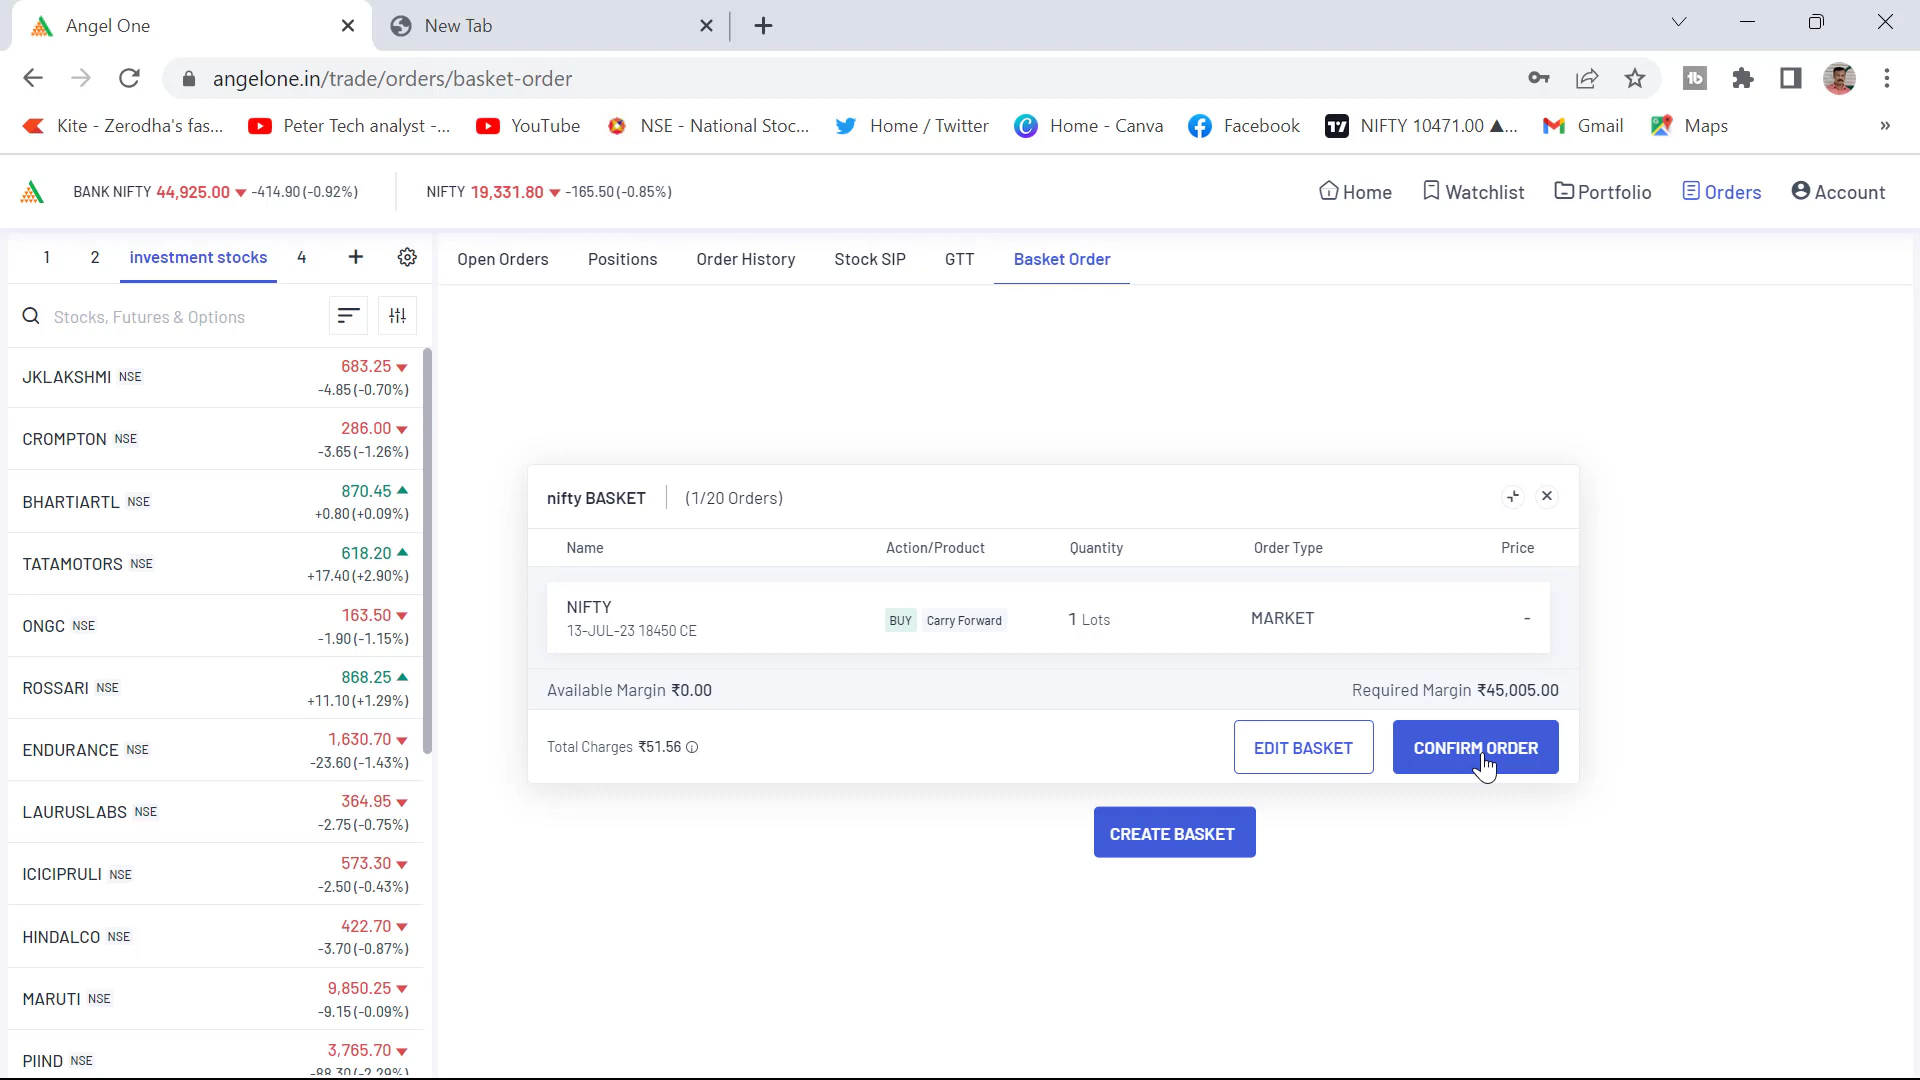 Angel One
New Tab
angelone.in/trade/orders/basket-order
Kite - Zerodha's fas...
Peter Tech analyst -...
YouTube
NSE - National Stoc...
Home / Twitter
Home - Canva
Facebook
NIFTY 10471.00 ▲...
Gmail
Maps
»
BANK NIFTY 44,925.00 ▼ -414.90 (-0.92%)
NIFTY 19,331.80 ▼ -165.50 (-0.85%)
Home
Watchlist
Portfolio
Orders
Account
1 2 investment stocks 4 +
Open Orders Positions Order History Stock SIP GTT Basket Order
Stocks, Futures & Options
JKLAKSHMI NSE 683.25 ▼
-4.85 (-0.70%)
CROMPTON NSE 286.00 ▼
-3.65 (-1.26%)
BHARTIARTL NSE 870.45 ▲
+0.80 (+0.09%)
TATAMOTORS NSE 618.20 ▲
+17.40 (+2.90%)
ONGC NSE 163.50 ▼
-1.90 (-1.15%)
ROSSARI NSE 868.25 ▲
+11.10 (+1.29%)
ENDURANCE NSE 1,630.70 ▼
-23.60 (-1.43%)
LAURUSLABS NSE 364.95 ▼
-2.75 (-0.75%)
ICICIPRULI NSE 573.30 ▼
-2.50 (-0.43%)
HINDALCO NSE 422.70 ▼
-3.70 (-0.87%)
MARUTI NSE 9,850.25 ▼
-9.15 (-0.09%)
PIIND NSE 3,765.70 ▼
-88.30 (-2.29%)
nifty BASKET (1/20 Orders)
Name Action/Product Quantity Order Type Price
NIFTY
13-JUL-23 18450 CE BUY Carry Forward 1 Lots MARKET -
Available Margin ₹0.00 Required Margin ₹45,005.00
Total Charges ₹51.56
EDIT BASKET
CONFIRM ORDER
CREATE BASKET